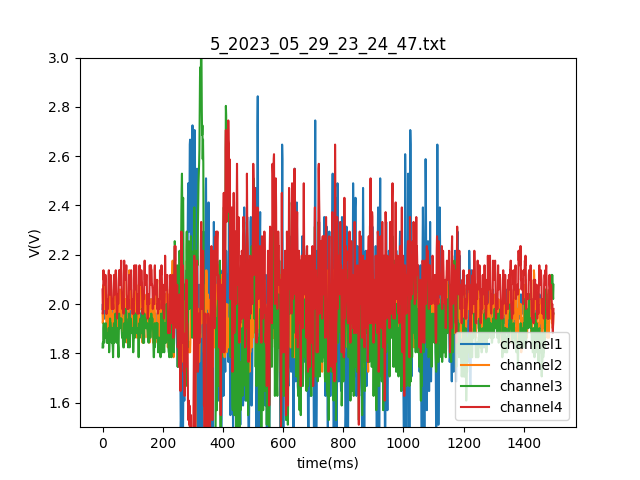 5_2023_05_29_23_24_47.txt
3.0
2.8
2.6
2.4
2.2
2.0
1.8
1.6
V(V)
channel1
channel2
channel3
channel4
0 200 400 600 800 1000 1200 1400
time(ms)